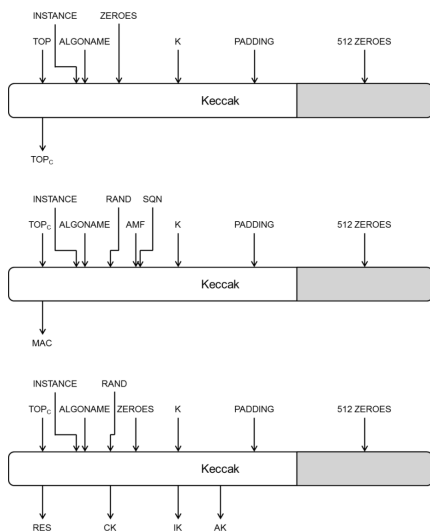 INSTANCE ZEROES
TOP ALGONAME K PADDING 512 ZEROES
Keccak
TOPC
INSTANCE RAND SQN
TOPC ALGONAME AMF K PADDING 512 ZEROES
Keccak
MAC
INSTANCE RAND
TOPC ALGONAME ZEROES K PADDING 512 ZEROES
Keccak
RES CK IK AK